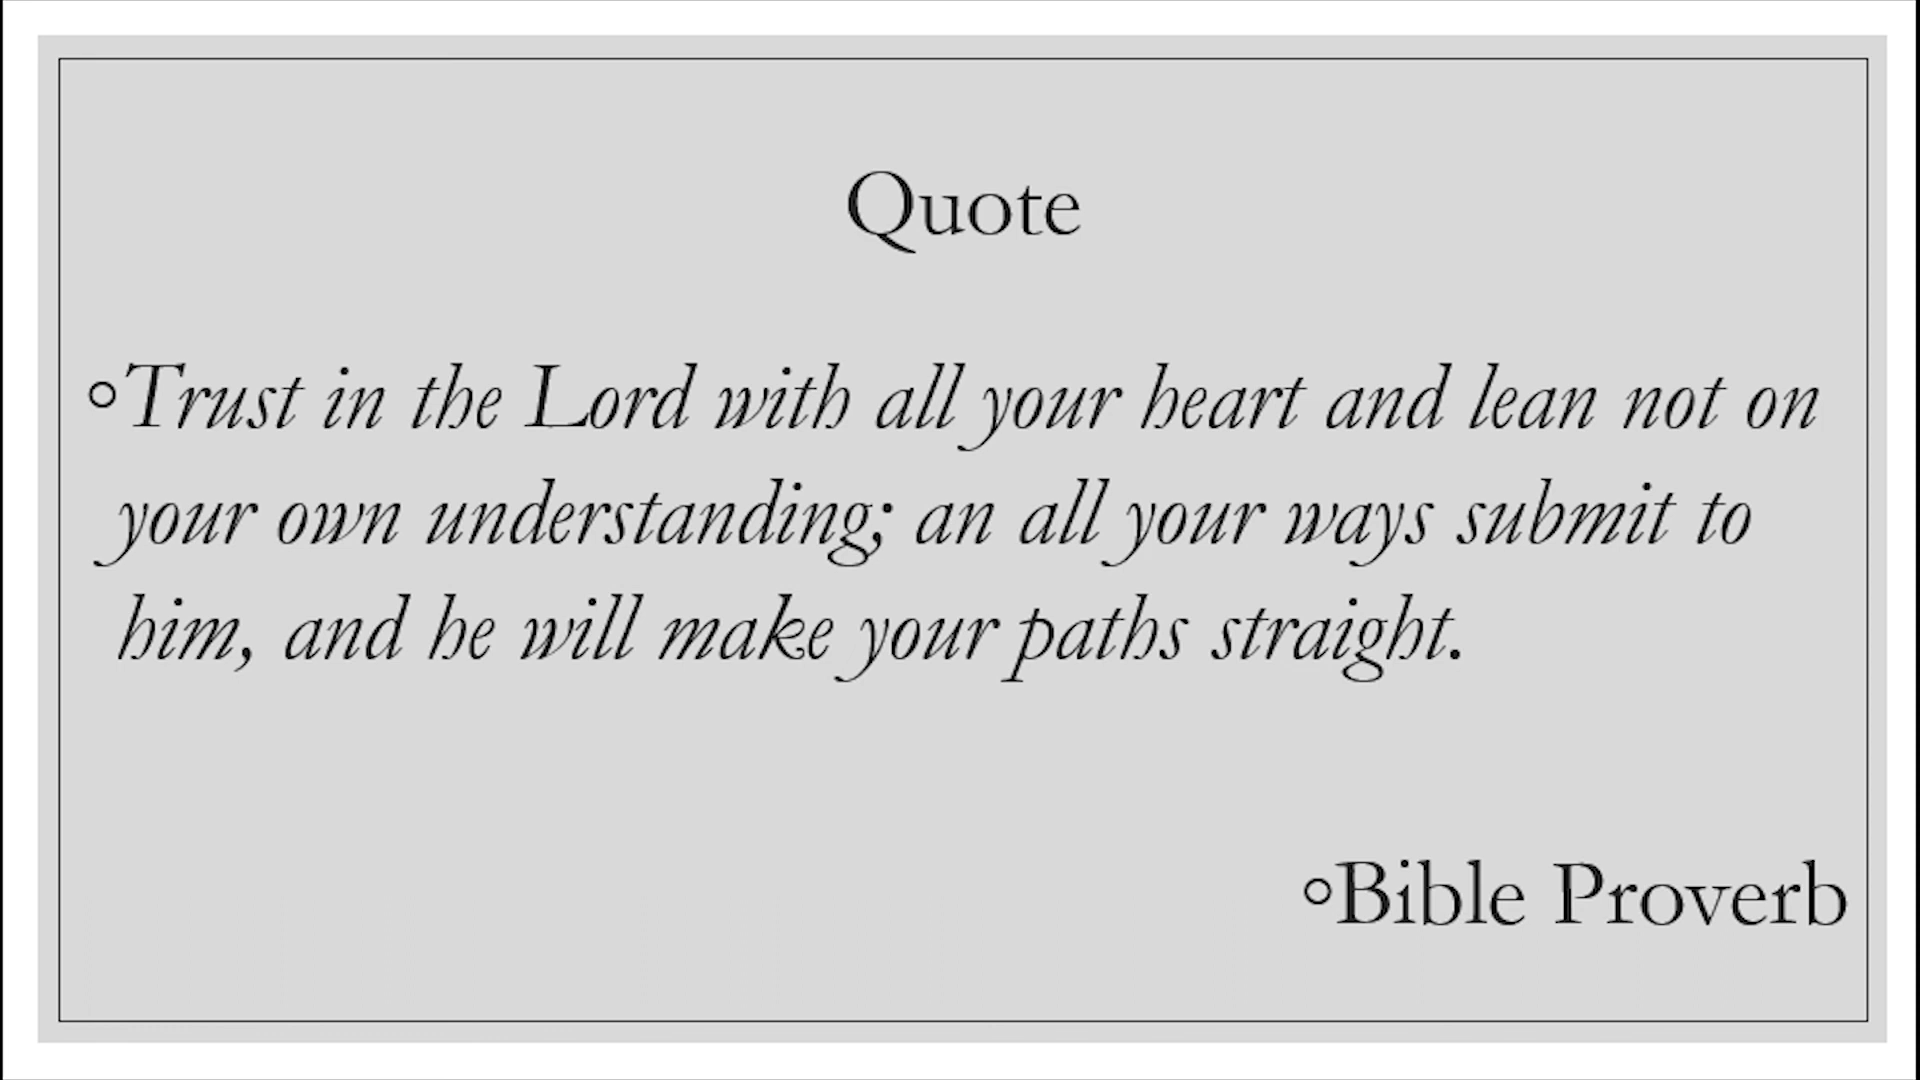 Quote
°Trust in the Lord with all your heart and lean not on
your own understanding; an all your ways submit to
him, and he will make your paths straight.
°Bible Proverb